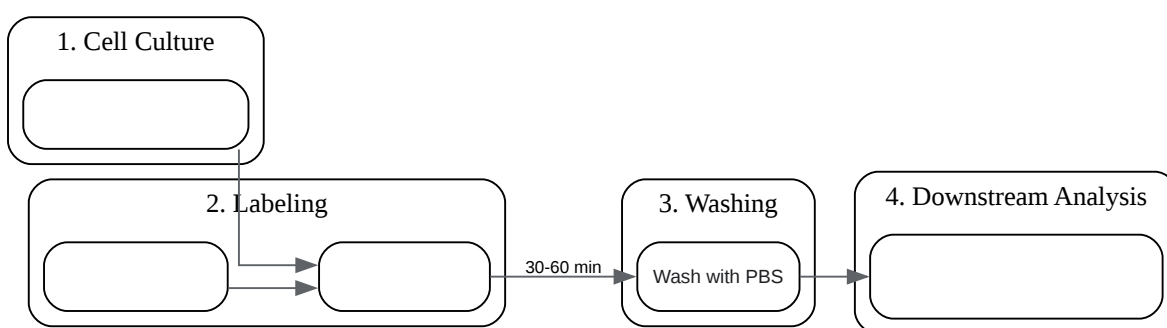 1. Cell Culture
2. Labeling
30-60 min
3. Washing
Wash with PBS
4. Downstream Analysis